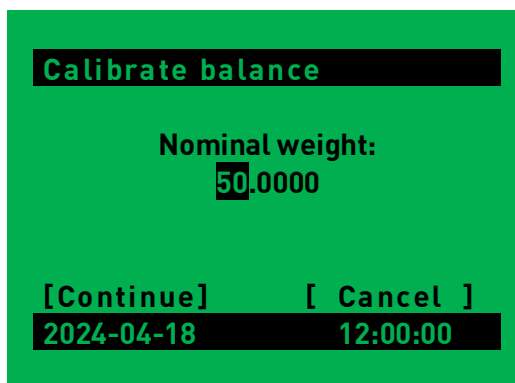 Calibrate balance
Nominal weight:
50.0000
[Continue] [ Cancel ]
2024-04-18 12:00:00